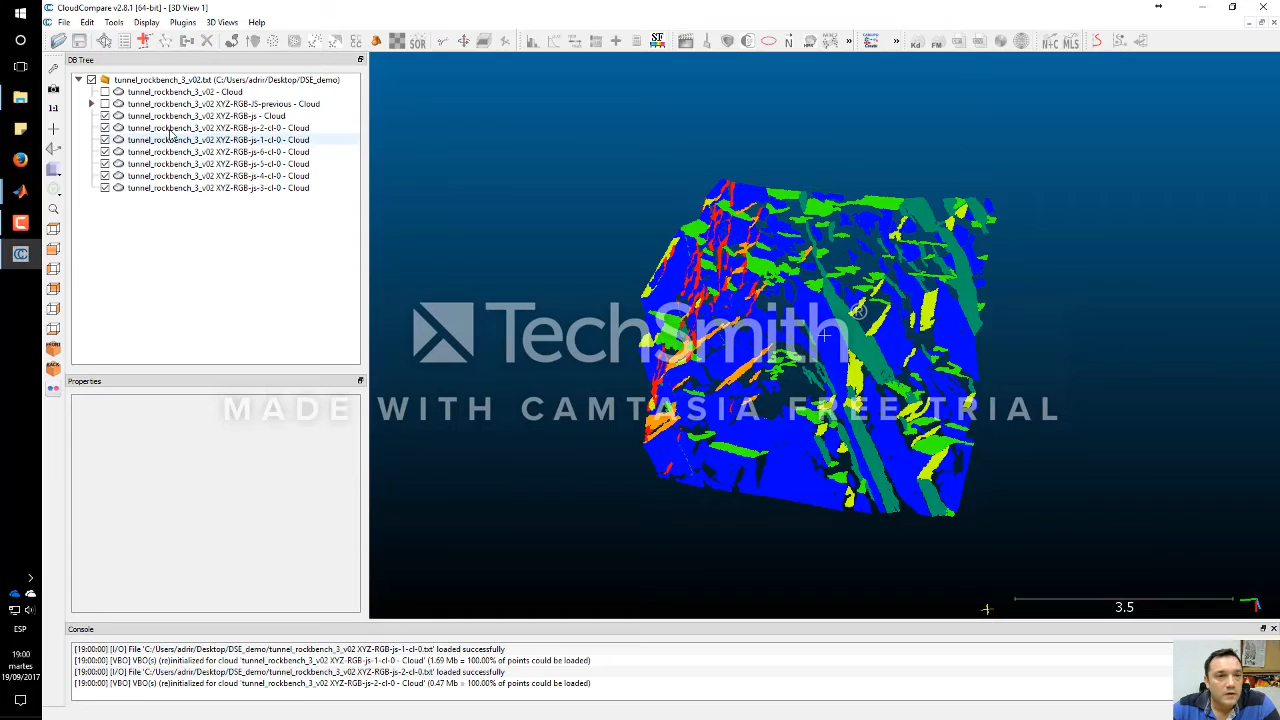 CloudCompare v2.8.1 [64-bit] - [3D View 1]
File Edit Tools Display Plugins 3D Views Help
SOR
SF
Kd FM
N+C MLS
DB Tree
tunnel_rockbench_3_v02.txt (C:/Users/adrir/Desktop/DSE_demo)
tunnel_rockbench_3_v02 - Cloud
tunnel_rockbench_3_v02 XYZ-RGB-JS-previous - Cloud
tunnel_rockbench_3_v02 XYZ-RGB-js - Cloud
tunnel_rockbench_3_v02 XYZ-RGB-js-2-cl-0 - Cloud
tunnel_rockbench_3_v02 XYZ-RGB-js-1-cl-0 - Cloud
tunnel_rockbench_3_v02 XYZ-RGB-js-6-cl-0 - Cloud
tunnel_rockbench_3_v02 XYZ-RGB-js-5-cl-0 - Cloud
tunnel_rockbench_3_v02 XYZ-RGB-js-4-cl-0 - Cloud
tunnel_rockbench_3_v02 XYZ-RGB-js-3-cl-0 - Cloud
1:1
FRONT
BACK
Properties
TechSmith®
MADE WITH CAMTASIA FREE TRIAL
3.5
Console
[19:00:00] [I/O] File 'C:/Users/adrir/Desktop/DSE_demo/tunnel_rockbench_3_v02 XYZ-RGB-js-1-cl-0.txt' loaded successfully
[19:00:00] [VBO] VBO(s) (re)initialized for cloud 'tunnel_rockbench_3_v02 XYZ-RGB-js-1-cl-0 - Cloud' (1.69 Mb = 100.00% of points could be loaded)
[19:00:00] [I/O] File 'C:/Users/adrir/Desktop/DSE_demo/tunnel_rockbench_3_v02 XYZ-RGB-js-2-cl-0.txt' loaded successfully
[19:00:00] [VBO] VBO(s) (re)initialized for cloud 'tunnel_rockbench_3_v02 XYZ-RGB-js-2-cl-0 - Cloud' (0.47 Mb = 100.00% of points could be loaded)
ESP
19:00
martes
19/09/2017